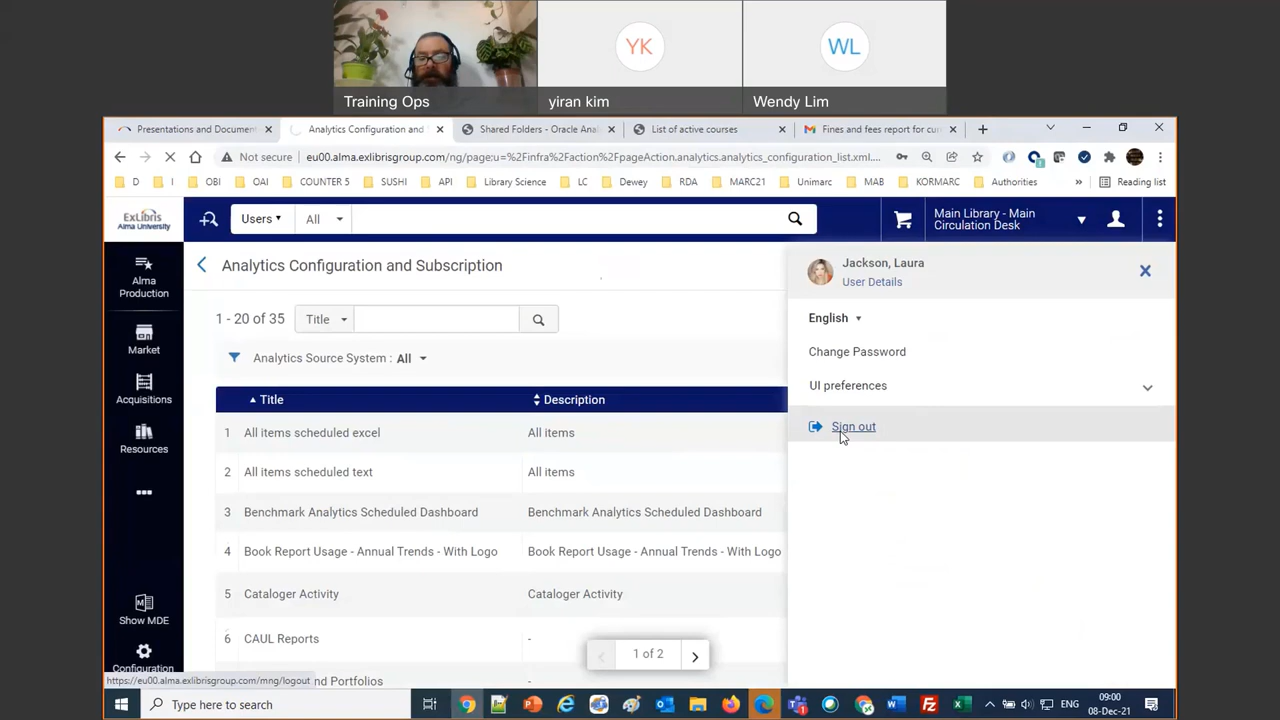 YK
WL
Training Ops
yiran kim
Wendy Lim
Presentations and Document
Analytics Configuration and
Shared Folders - Oracle Anal
List of active courses
Fines and fees report for cur
Not secure
eu00.alma.exlibrisgroup.com/ng/page:u=%2Finfra%2Faction%2FpageAction.analytics.analytics_configuration_list.xml....
D
I
OBI
OAI
COUNTER 5
SUSHI
API
Library Science
LC
Dewey
RDA
MARC21
Unimarc
MAB
KORMARC
Authorities
»
Reading list
ExLibris
Alma University
Users
All
Main Library - Main
Circulation Desk
Alma
Production
Market
Acquisitions
Resources
Show MDE
Configuration
Analytics Configuration and Subscription
1 - 20 of 35
Title
Analytics Source System : All
Title
Description
1 All items scheduled excel All items
2 All items scheduled text All items
3 Benchmark Analytics Scheduled Dashboard Benchmark Analytics Scheduled Dashboard
4 Book Report Usage - Annual Trends - With Logo Book Report Usage - Annual Trends - With Logo
5 Cataloger Activity Cataloger Activity
6 CAUL Reports -
nd Portfolios
1 of 2
Jackson, Laura
User Details
English
Change Password
UI preferences
Sign out
https://eu00.alma.exlibrisgroup.com/mng/logout
Type here to search
ENG
09:00
08-Dec-21